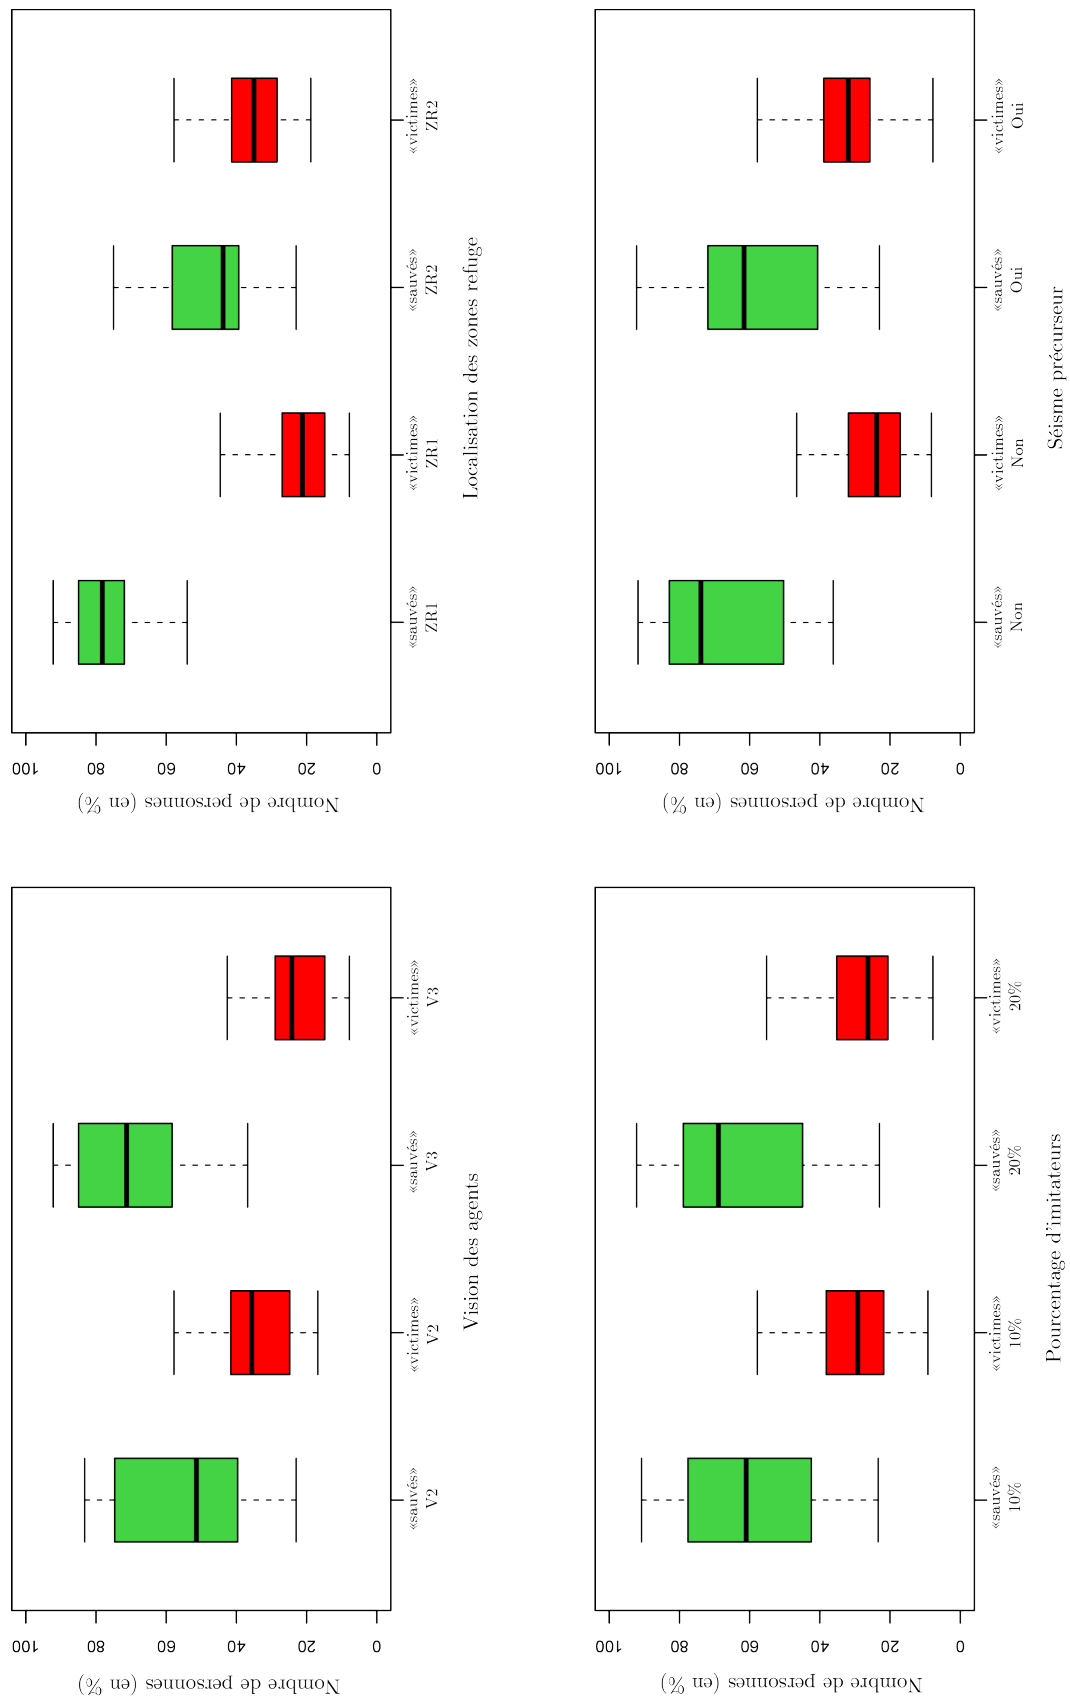 Nombre de personnes (en %)
0
20
40
60
80
100
«sauvés»
V2
«victimes»
V2
«sauvés»
V3
«victimes»
V3
Vision des agents
Nombre de personnes (en %)
0
20
40
60
80
100
«sauvés»
ZR1
«victimes»
ZR1
«sauvés»
ZR2
«victimes»
ZR2
Localisation des zones refuge
Nombre de personnes (en %)
0
20
40
60
80
100
«sauvés»
10%
«victimes»
10%
«sauvés»
20%
«victimes»
20%
Pourcentage d'imitateurs
Nombre de personnes (en %)
0
20
40
60
80
100
«sauvés»
Non
«victimes»
Non
«sauvés»
Oui
«victimes»
Oui
Séisme précurseur